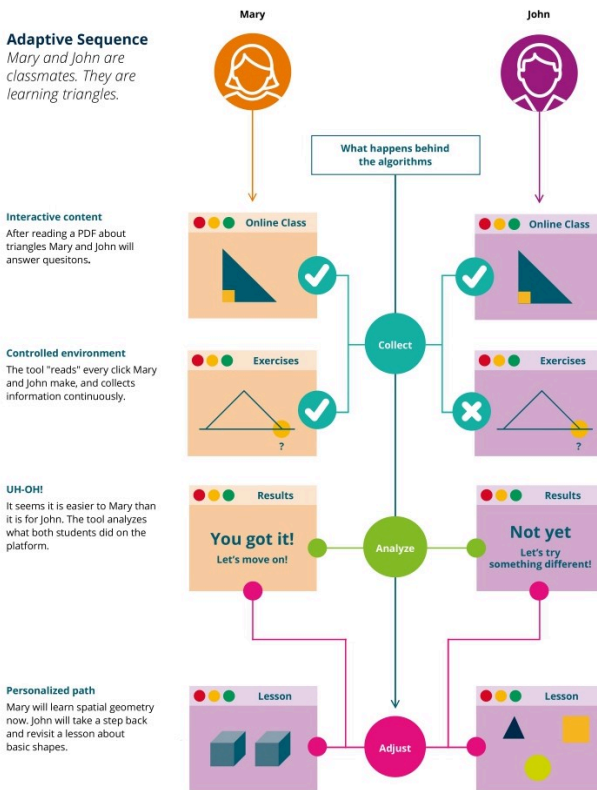 Mary
John
Adaptive Sequence
Mary and John are
classmates. They are
learning triangles.
What happens behind
the algorithms
Interactive content
After reading a PDF about
triangles Mary and John will
answer quesitons.
Online Class
Online Class
Collect
Controlled environment
The tool "reads" every click Mary
and John make, and collects
information continuously.
Exercises
?
Exercises
?
UH-OH!
It seems it is easier to Mary than
it is for John. The tool analyzes
what both students did on the
platform.
Results
You got it!
Let's move on!
Analyze
Results
Not yet
Let's try
something different!
Personalized path
Mary will learn spatial geometry
now. John will take a step back
and revisit a lesson about
basic shapes.
Lesson
Adjust
Lesson